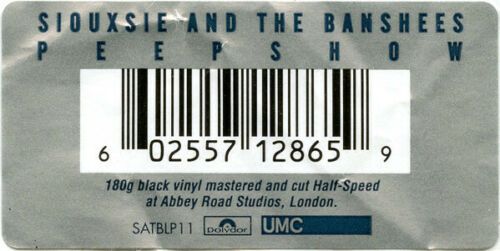 SIOUXSIE AND THE BANSHEES
PEEPSHOW
6 02557 12865 9
180g black vinyl mastered and cut Half-Speed
at Abbey Road Studios, London.
SATBLP11 Polydor UMC